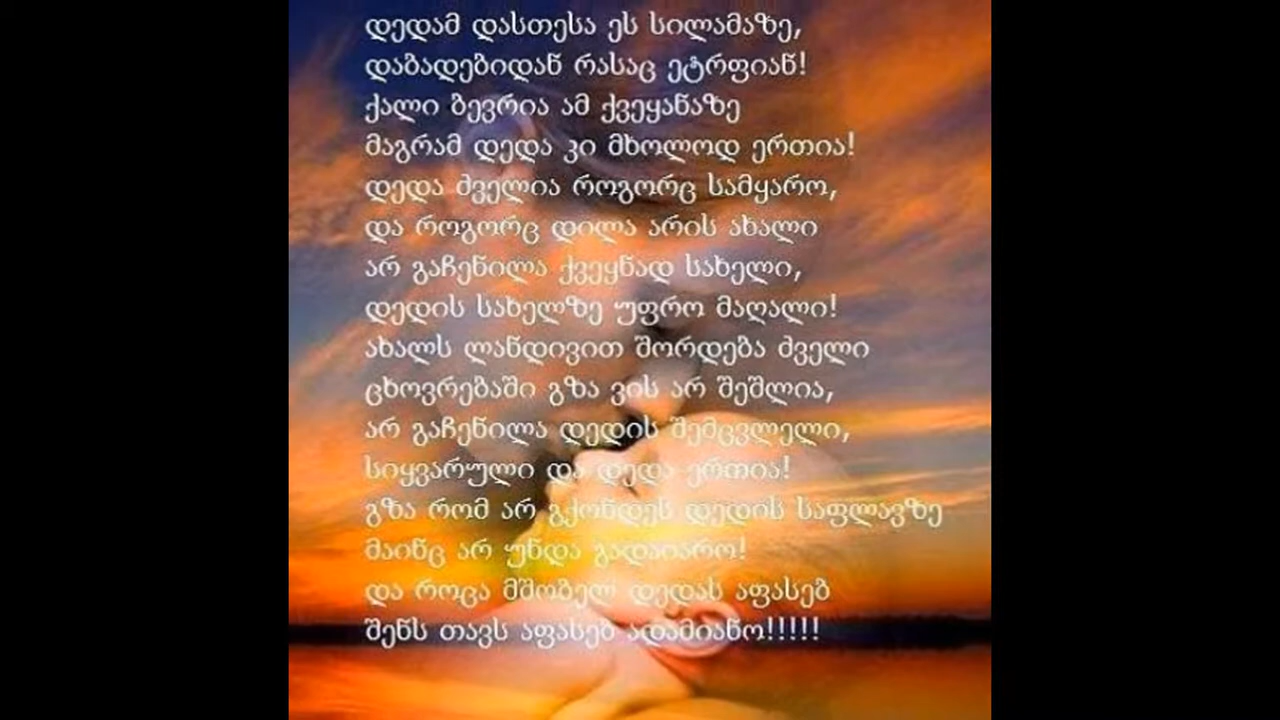 დედამ დასთესა ეს სილამაზე,
დაბადებიდან რასაც ეტრფიან!
ქალი ბევრია ამ ქვეყანაზე
მაგრამ დედა კი მხოლოდ ერთია!
დედა ძველია როგორც სამყარო,
და როგორც დილა არის ახალი
არ გაჩენილა ქვეყნად სახელი,
დედის სახელზე უფრო მაღალი!
ახალს ლანდივით შორდება ძველი
ცხოვრებაში გზა ვის არ შეშლია,
არ გაჩენილა დედის შემცვლელი,
სიყვარული და დედა ერთია!
გზა რომ არ გქონდეს დედის საფლავზე
მაინც არ უნდა გადაიარო!
და როცა მშობელ დედას აფასებ
შენს თავს აფასებ ადამიანო!!!!!